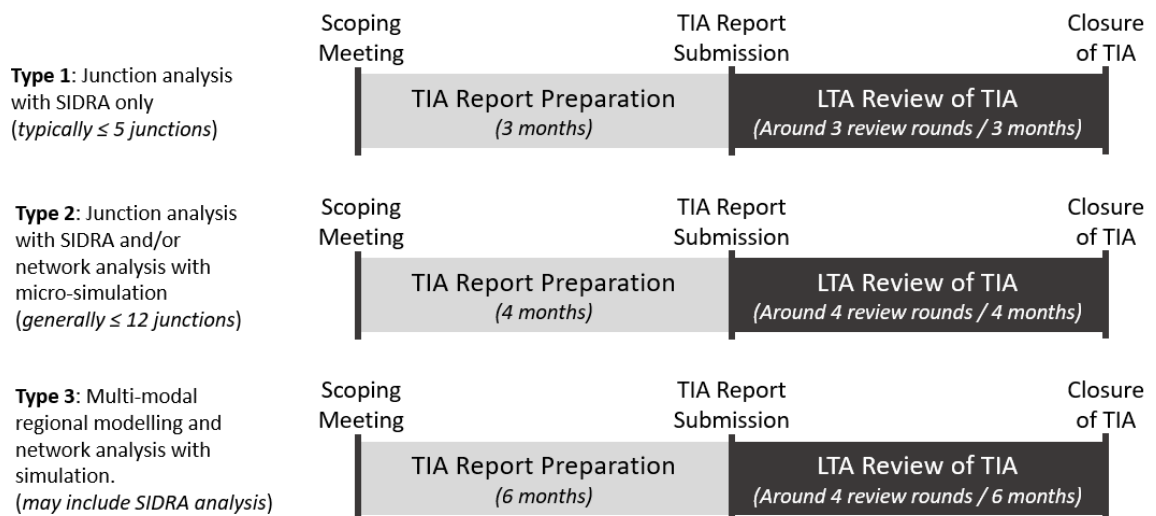 Scoping Meeting
TIA Report Submission
Closure of TIA
Type 1: Junction analysis
with SIDRA only
(typically ≤ 5 junctions)
TIA Report Preparation
(3 months)
LTA Review of TIA
(Around 3 review rounds / 3 months)
Scoping Meeting
TIA Report Submission
Closure of TIA
Type 2: Junction analysis
with SIDRA and/or
network analysis with
micro-simulation
(generally ≤ 12 junctions)
TIA Report Preparation
(4 months)
LTA Review of TIA
(Around 4 review rounds / 4 months)
Scoping Meeting
TIA Report Submission
Closure of TIA
Type 3: Multi-modal
regional modelling and
network analysis with
simulation.
(may include SIDRA analysis)
TIA Report Preparation
(6 months)
LTA Review of TIA
(Around 4 review rounds / 6 months)